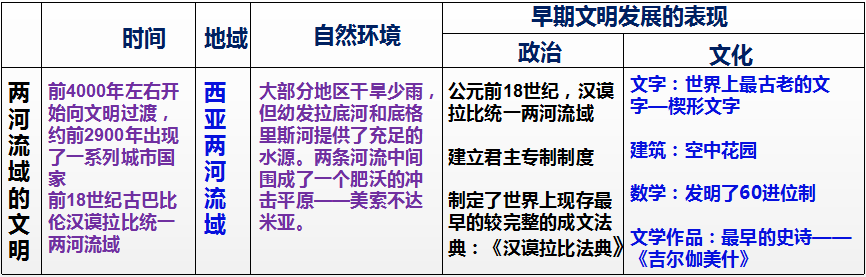 时间
地域
自然环境
早期文明发展的表现
政治
文化
两河流域的文明
前4000年左右开
始向文明过渡,
约前2900年出现
了一系列城市国
家
前18世纪古巴比
伦汉谟拉比统一
两河流域
西亚两河流域
大部分地区干旱少雨,
但幼发拉底河和底格
里斯河提供了充足的
水源。两条河流中间
围成了一个肥沃的冲
击平原——美索不达
米亚。
公元前18世纪,汉谟
拉比统一两河流域
建立君主专制制度
制定了世界上现存最
早的较完整的成文法
典:《汉谟拉比法典》
文字:世界上最古老的文
字—楔形文字
建筑:空中花园
数学:发明了60进位制
文学作品:最早的史诗——
《吉尔伽美什》